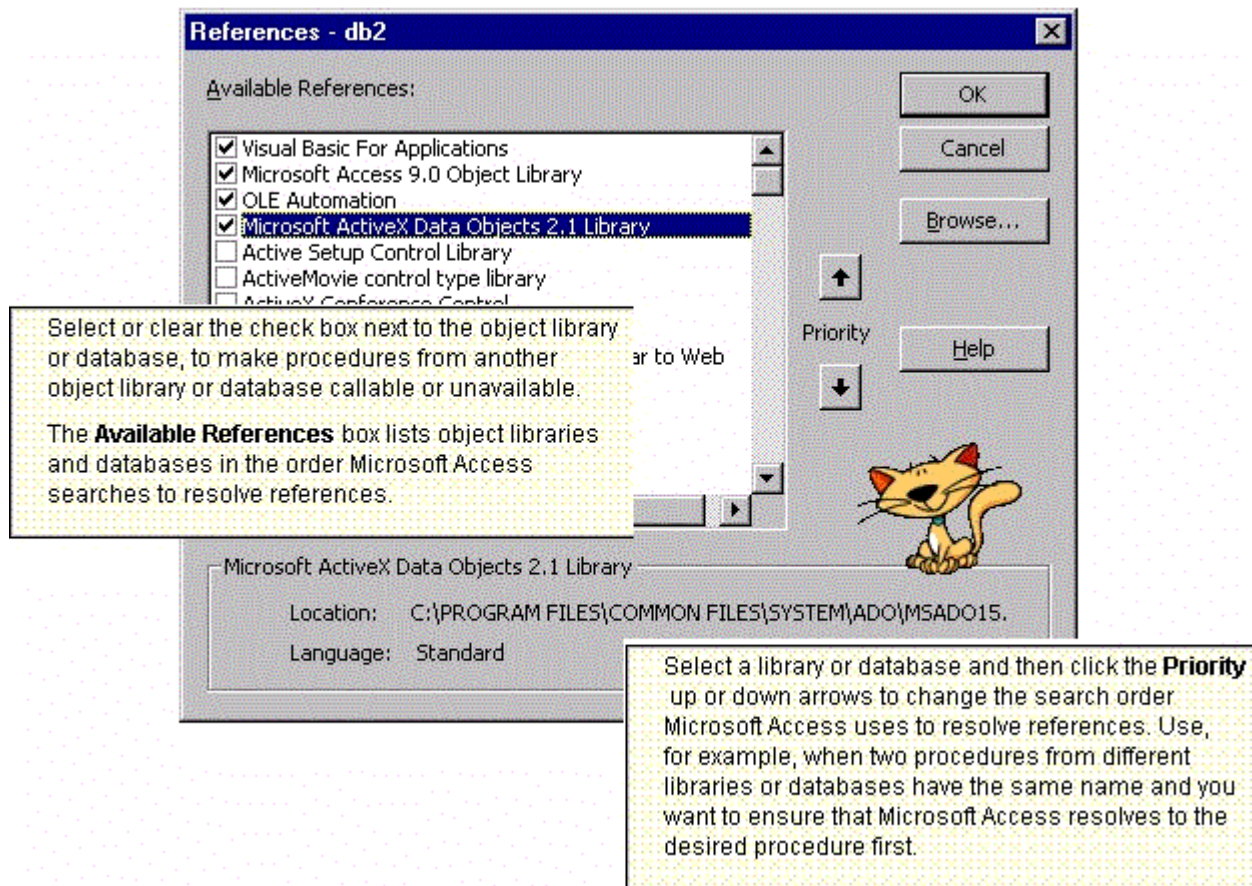 References - db2
Available References:
OK
Cancel
Browse...
Help
Visual Basic For Applications
Microsoft Access 9.0 Object Library
OLE Automation
Microsoft ActiveX Data Objects 2.1 Library
Active Setup Control Library
ActiveMovie control type library
ActiveX Conference Control
ar to Web
Priority
Select or clear the check box next to the object library
or database, to make procedures from another
object library or database callable or unavailable.
The Available References box lists object libraries
and databases in the order Microsoft Access
searches to resolve references.
Microsoft ActiveX Data Objects 2.1 Library
Location: C:\PROGRAM FILES\COMMON FILES\SYSTEM\ADO\MSADO15.
Language: Standard
Select a library or database and then click the Priority
up or down arrows to change the search order
Microsoft Access uses to resolve references. Use,
for example, when two procedures from different
libraries or databases have the same name and you
want to ensure that Microsoft Access resolves to the
desired procedure first.